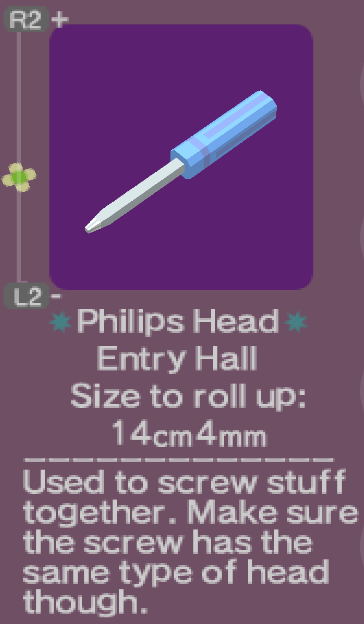 R2 +
L2 -
Philips Head
Entry Hall
Size to roll up:
14cm4mm
Used to screw stuff
together. Make sure
the screw has the
same type of head
though.